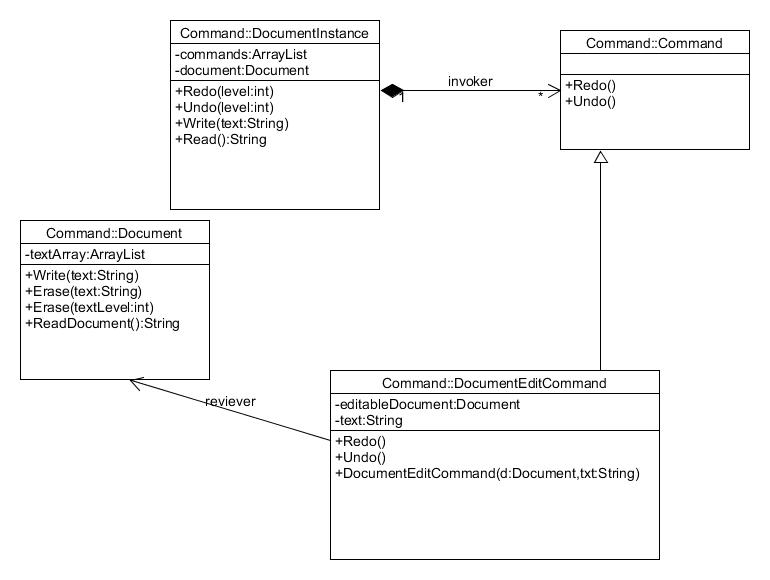 Command::DocumentInstance
-commands:ArrayList
-document:Document
+Redo(level:int)
+Undo(level:int)
+Write(text:String)
+Read():String
1
invoker
*
Command::Command
+Redo()
+Undo()
Command::Document
-textArray:ArrayList
+Write(text:String)
+Erase(text:String)
+Erase(textLevel:int)
+ReadDocument():String
reviever
Command::DocumentEditCommand
-editableDocument:Document
-text:String
+Redo()
+Undo()
+DocumentEditCommand(d:Document,txt:String)